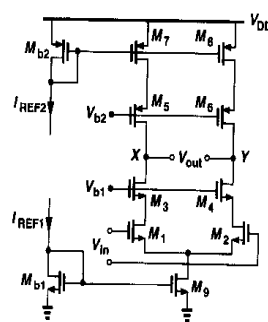 V_DD
M_b2 M_7 M_8
I_REF2
V_b2 M_5 M_6
X V_out Y
V_b1
M_3 M_4
I_REF1
V_in M_1 M_2
M_b1 M_9